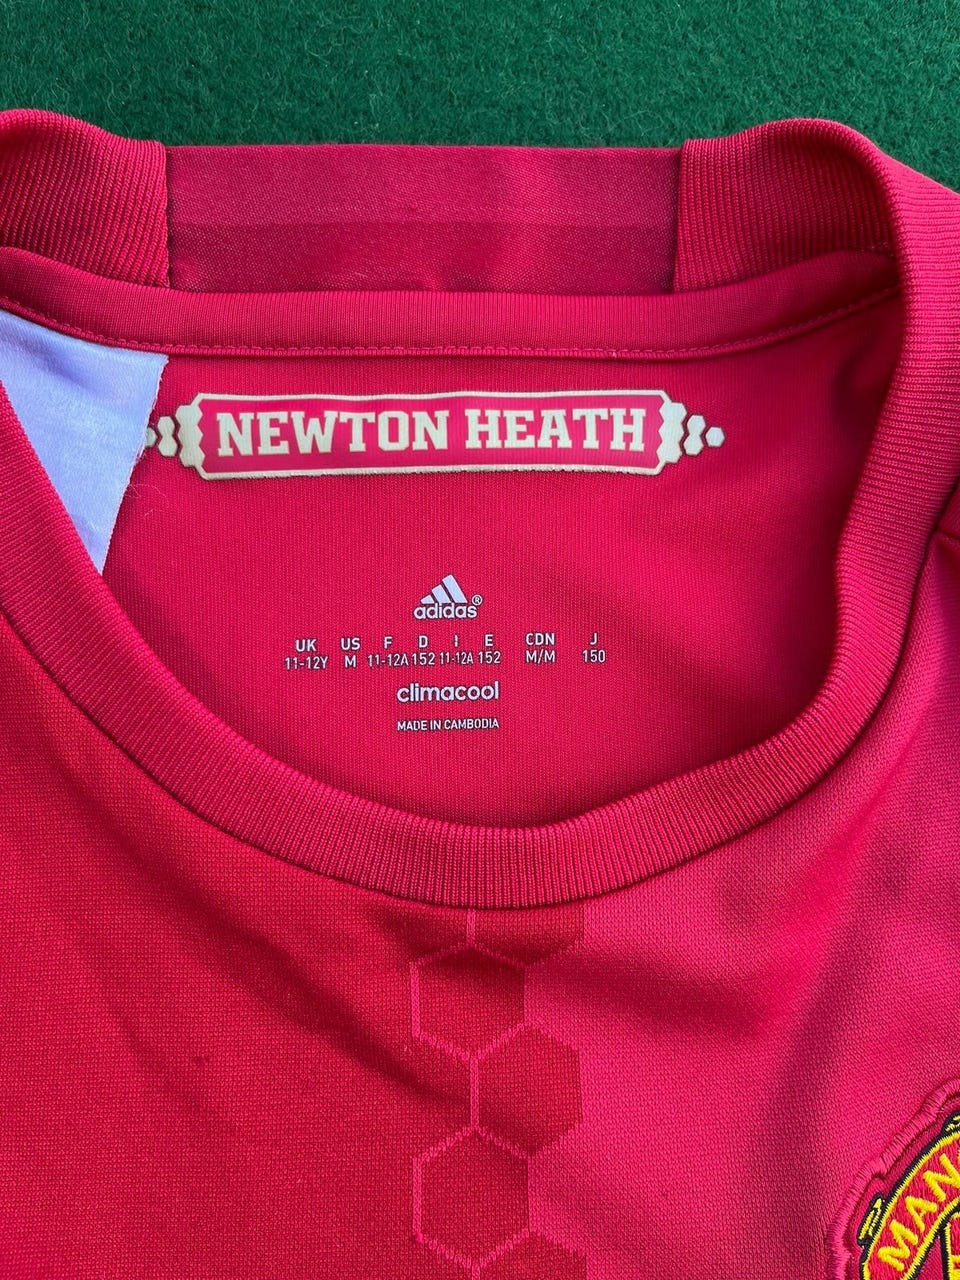 NEWTON HEATH
adidas®
UK US F D I E CDN J
11-12Y M 11-12A 152 11-12A 152 M/M 150
climacool
MADE IN CAMBODIA